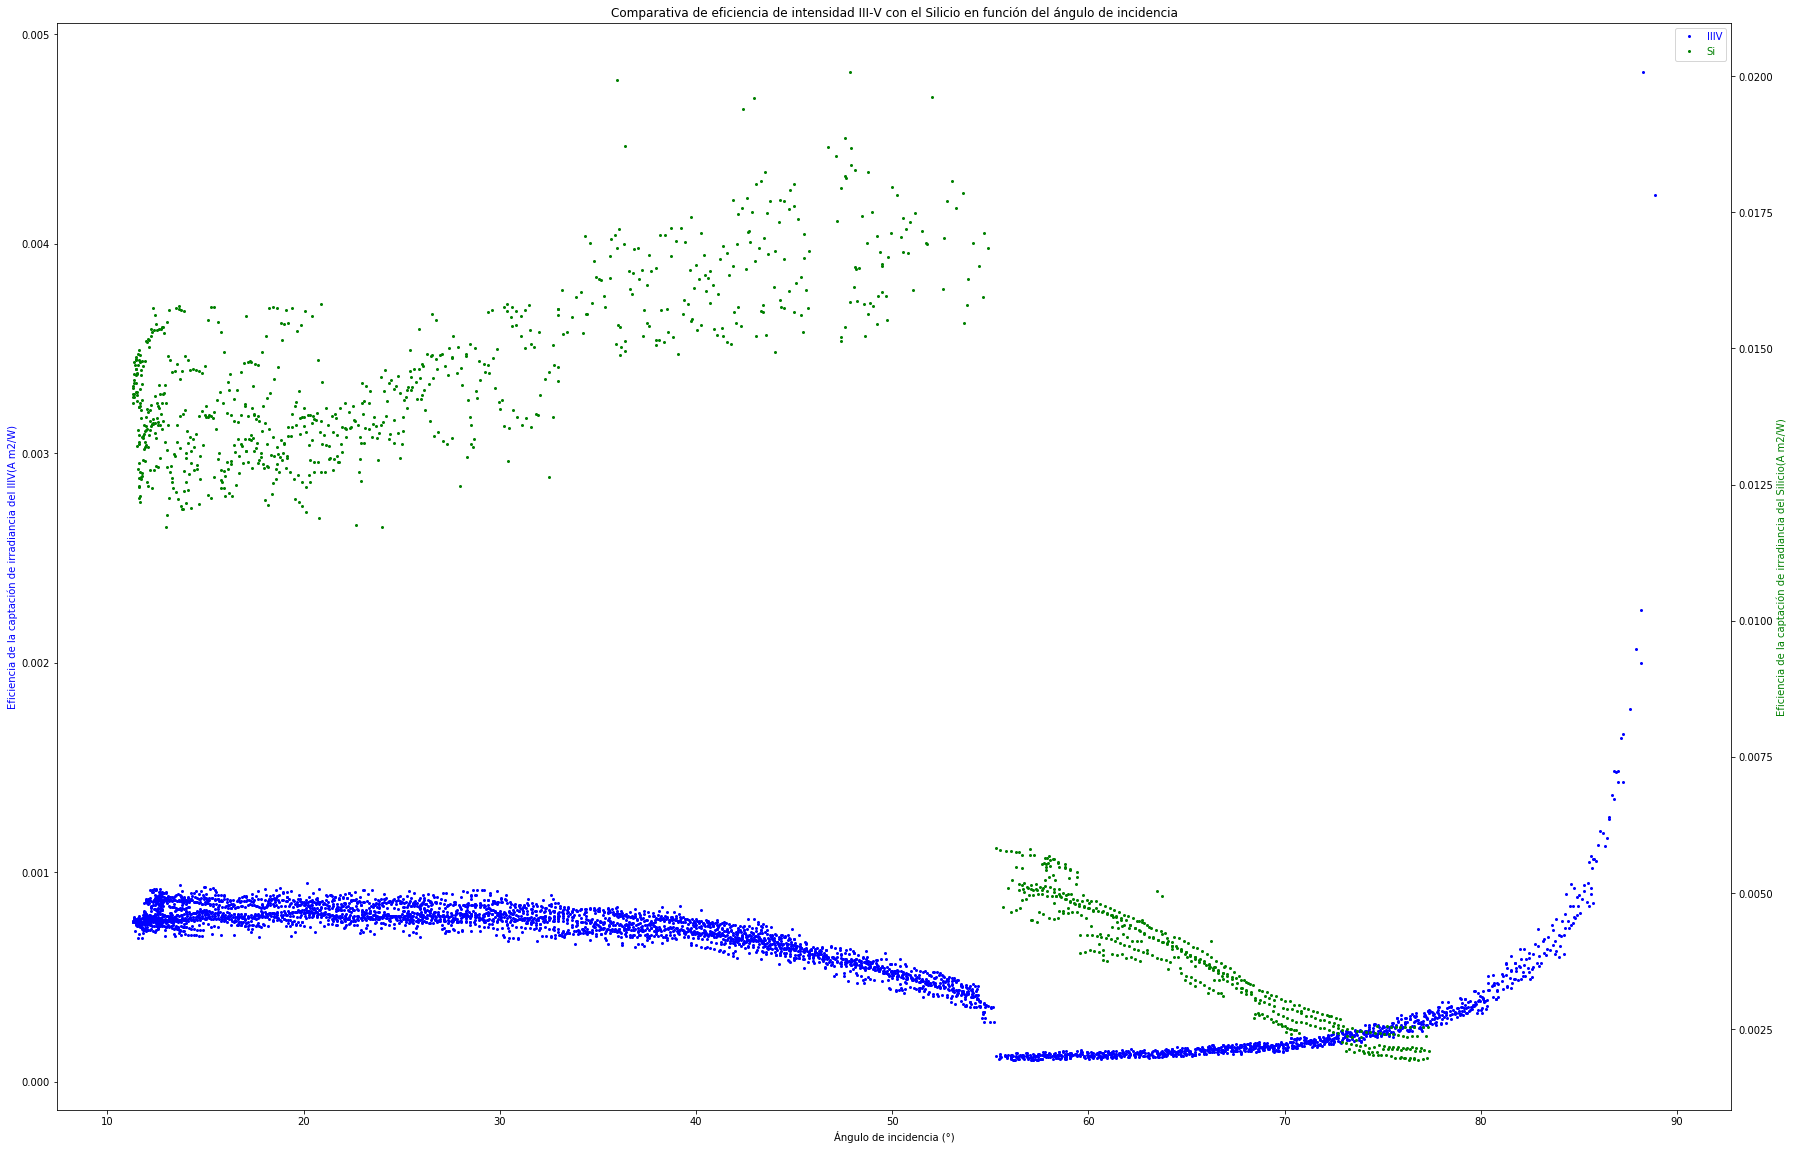 Comparativa de eficiencia de intensidad III-V con el Silicio en función del ángulo de incidencia
IIIV
Si
0.005
0.004
0.003
0.002
0.001
0.000
Eficiencia de la captación de irradiancia del IIIV(A m2/W)
0.0200
0.0175
0.0150
0.0125
0.0100
0.0075
0.0050
0.0025
Eficiencia de la captación de irradiancia del Silicio(A m2/W)
10 20 30 40 50 60 70 80 90
Ángulo de incidencia (°)